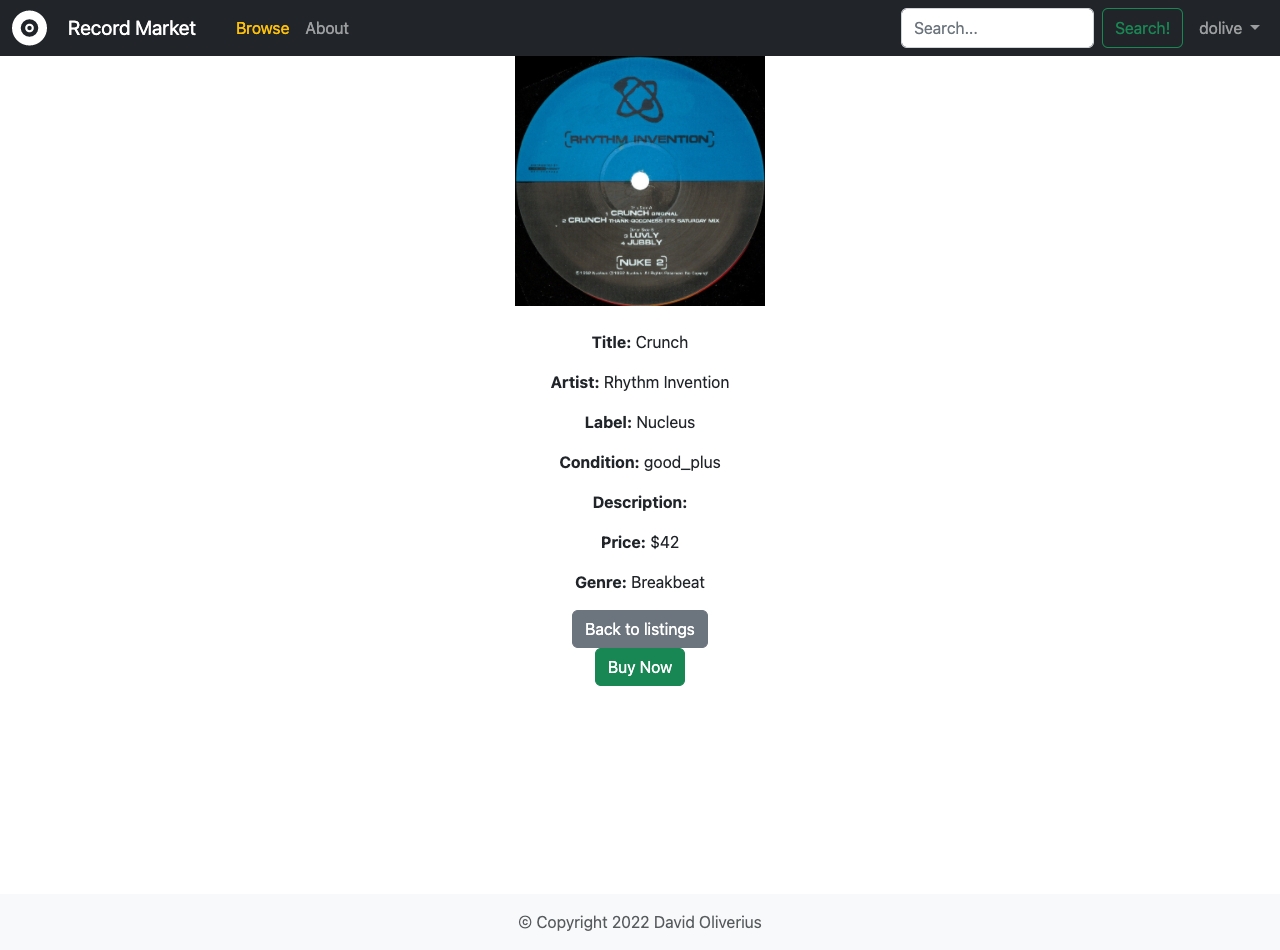 Record Market
Browse
About
Search...
Search!
dolive
[RHYTHM INVENTION]
1 CRUNCH ORIGINAL
2 CRUNCH THANK GOODNESS IT'S SATURDAY MIX
3 LUVLY
4 JUBBLY
[NUKE 2]
Title: Crunch
Artist: Rhythm Invention
Label: Nucleus
Condition: good_plus
Description:
Price: $42
Genre: Breakbeat
Back to listings
Buy Now
© Copyright 2022 David Oliverius